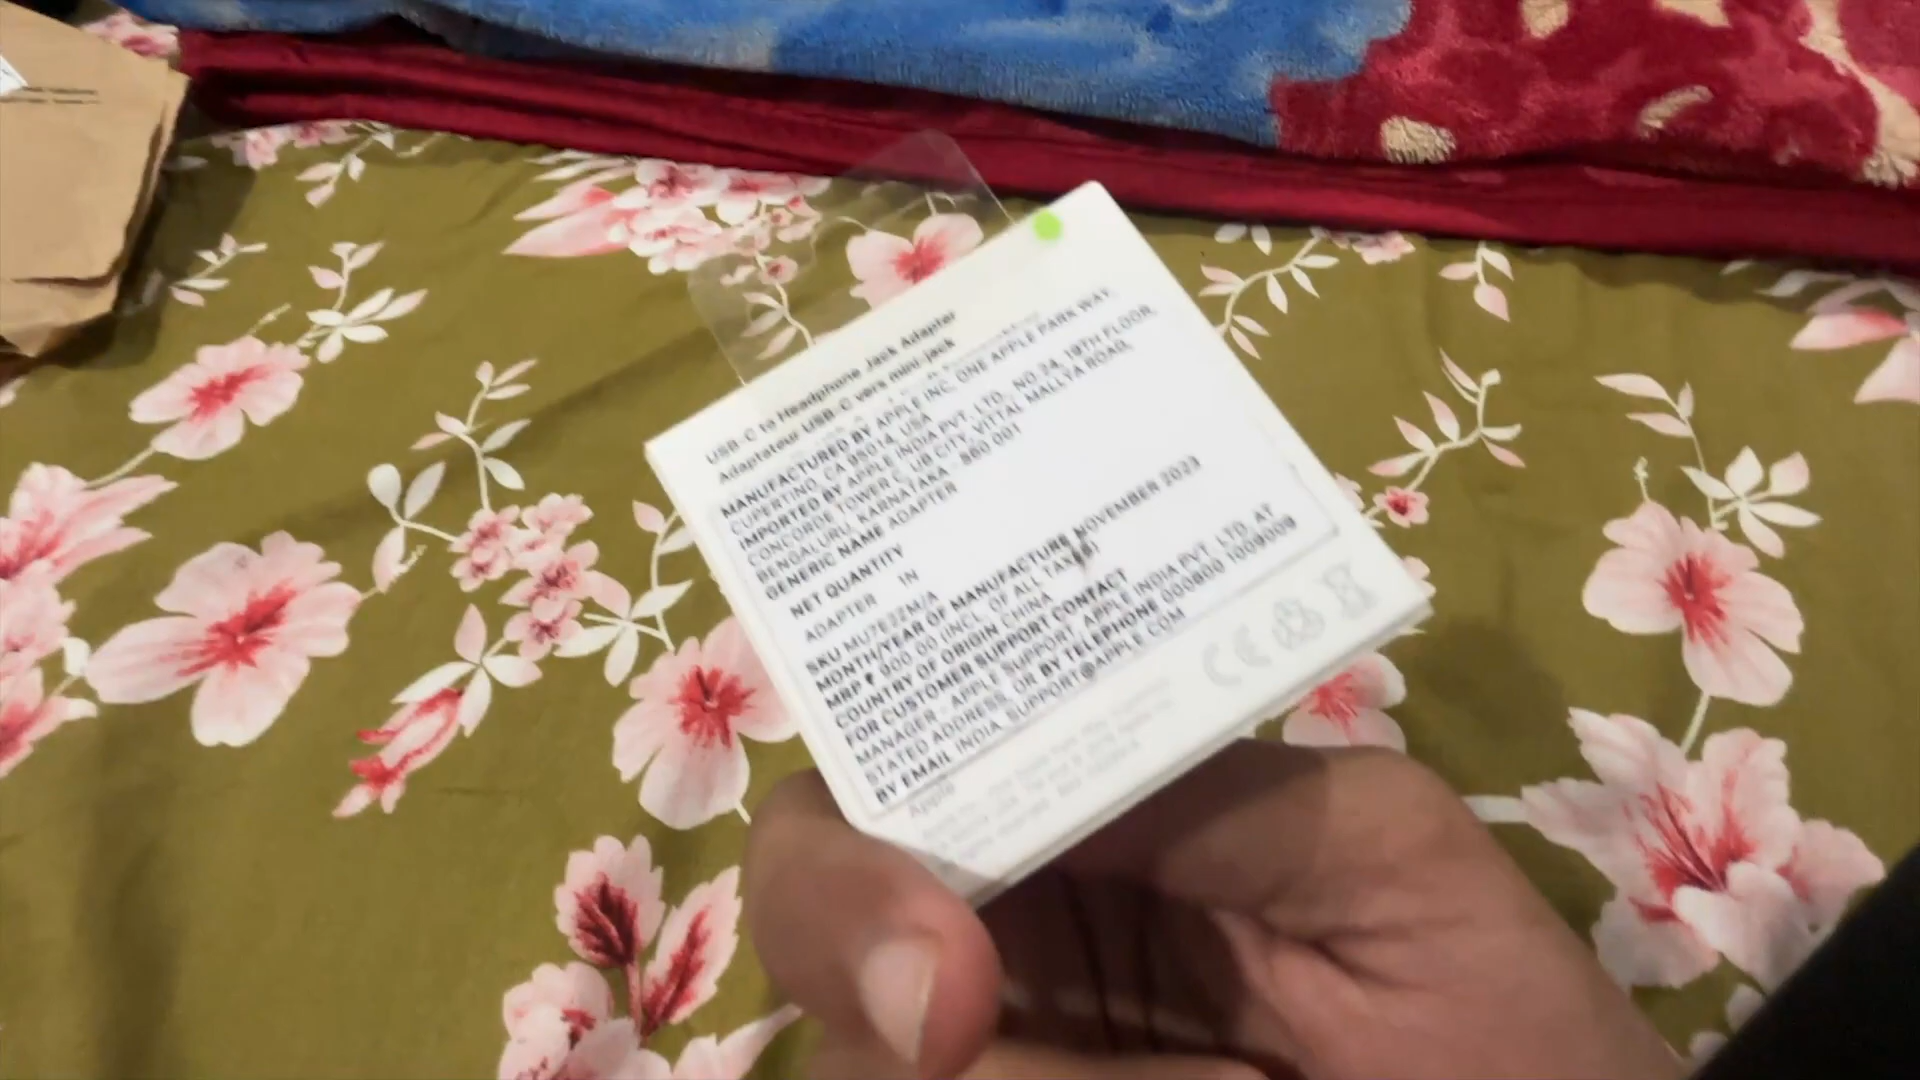 USB-C to Headphone Jack Adapter
Adaptateur USB-C vers mini-jack
MANUFACTURED BY APPLE INC. ONE APPLE PARK WAY,
CUPERTINO, CA 95014, USA
IMPORTED BY APPLE INDIA PVT. LTD., NO.24, 19TH FLOOR,
CONCORDE TOWER C, UB CITY, VITTAL MALLYA ROAD,
BENGALURU, KARNATAKA - 560 001
GENERIC NAME ADAPTER
NET QUANTITY
ADAPTER 1N
SKU
MONTH/YEAR OF MANUFACTURE NOVEMBER 2023
MRP ₹ 900.00 (INCL. OF ALL TAXES)
COUNTRY OF ORIGIN CHINA
FOR CUSTOMER SUPPORT CONTACT
MANAGER - APPLE SUPPORT, APPLE INDIA PVT. LTD. AT
STATED ADDRESS, OR BY TELEPHONE 000800 1009009
BY EMAIL INDIA_SUPPORT@APPLE.COM
CE
Apple